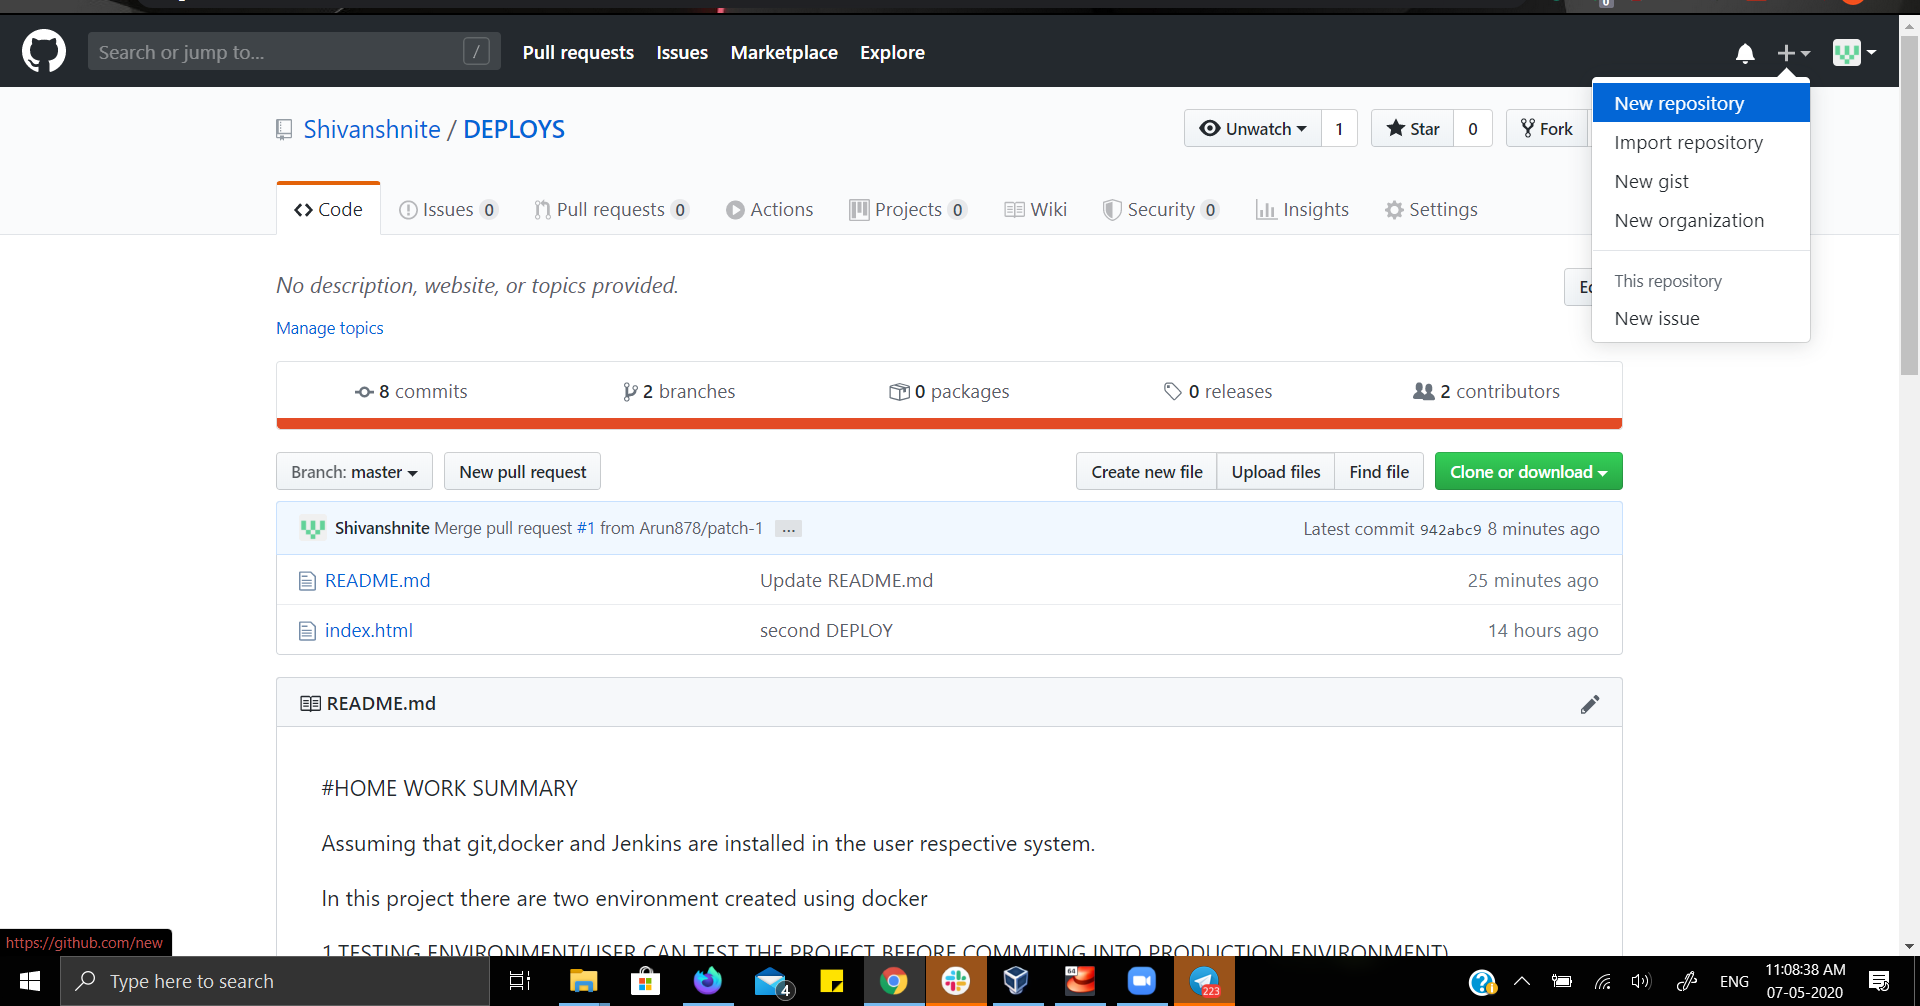 Search or jump to... / Pull requests Issues Marketplace Explore
New repository
Import repository
New gist
New organization
This repository
New issue
Shivanshnite / DEPLOYS Unwatch 1 Star 0 Fork
Code Issues 0 Pull requests 0 Actions Projects 0 Wiki Security 0 Insights Settings
No description, website, or topics provided.
Manage topics
8 commits 2 branches 0 packages 0 releases 2 contributors
Branch: master New pull request Create new file Upload files Find file Clone or download
Shivanshnite Merge pull request #1 from Arun878/patch-1 ... Latest commit 942abc9 8 minutes ago
README.md Update README.md 25 minutes ago
index.html second DEPLOY 14 hours ago
README.md
#HOME WORK SUMMARY
Assuming that git,docker and Jenkins are installed in the user respective system.
In this project there are two environment created using docker
1.TESTING ENVIRONMENT(USER CAN TEST THE PROJECT BEFORE COMMITING INTO PRODUCTION ENVIRONMENT)
https://github.com/new
Type here to search 4 64 223 ENG 11:08:38 AM
07-05-2020